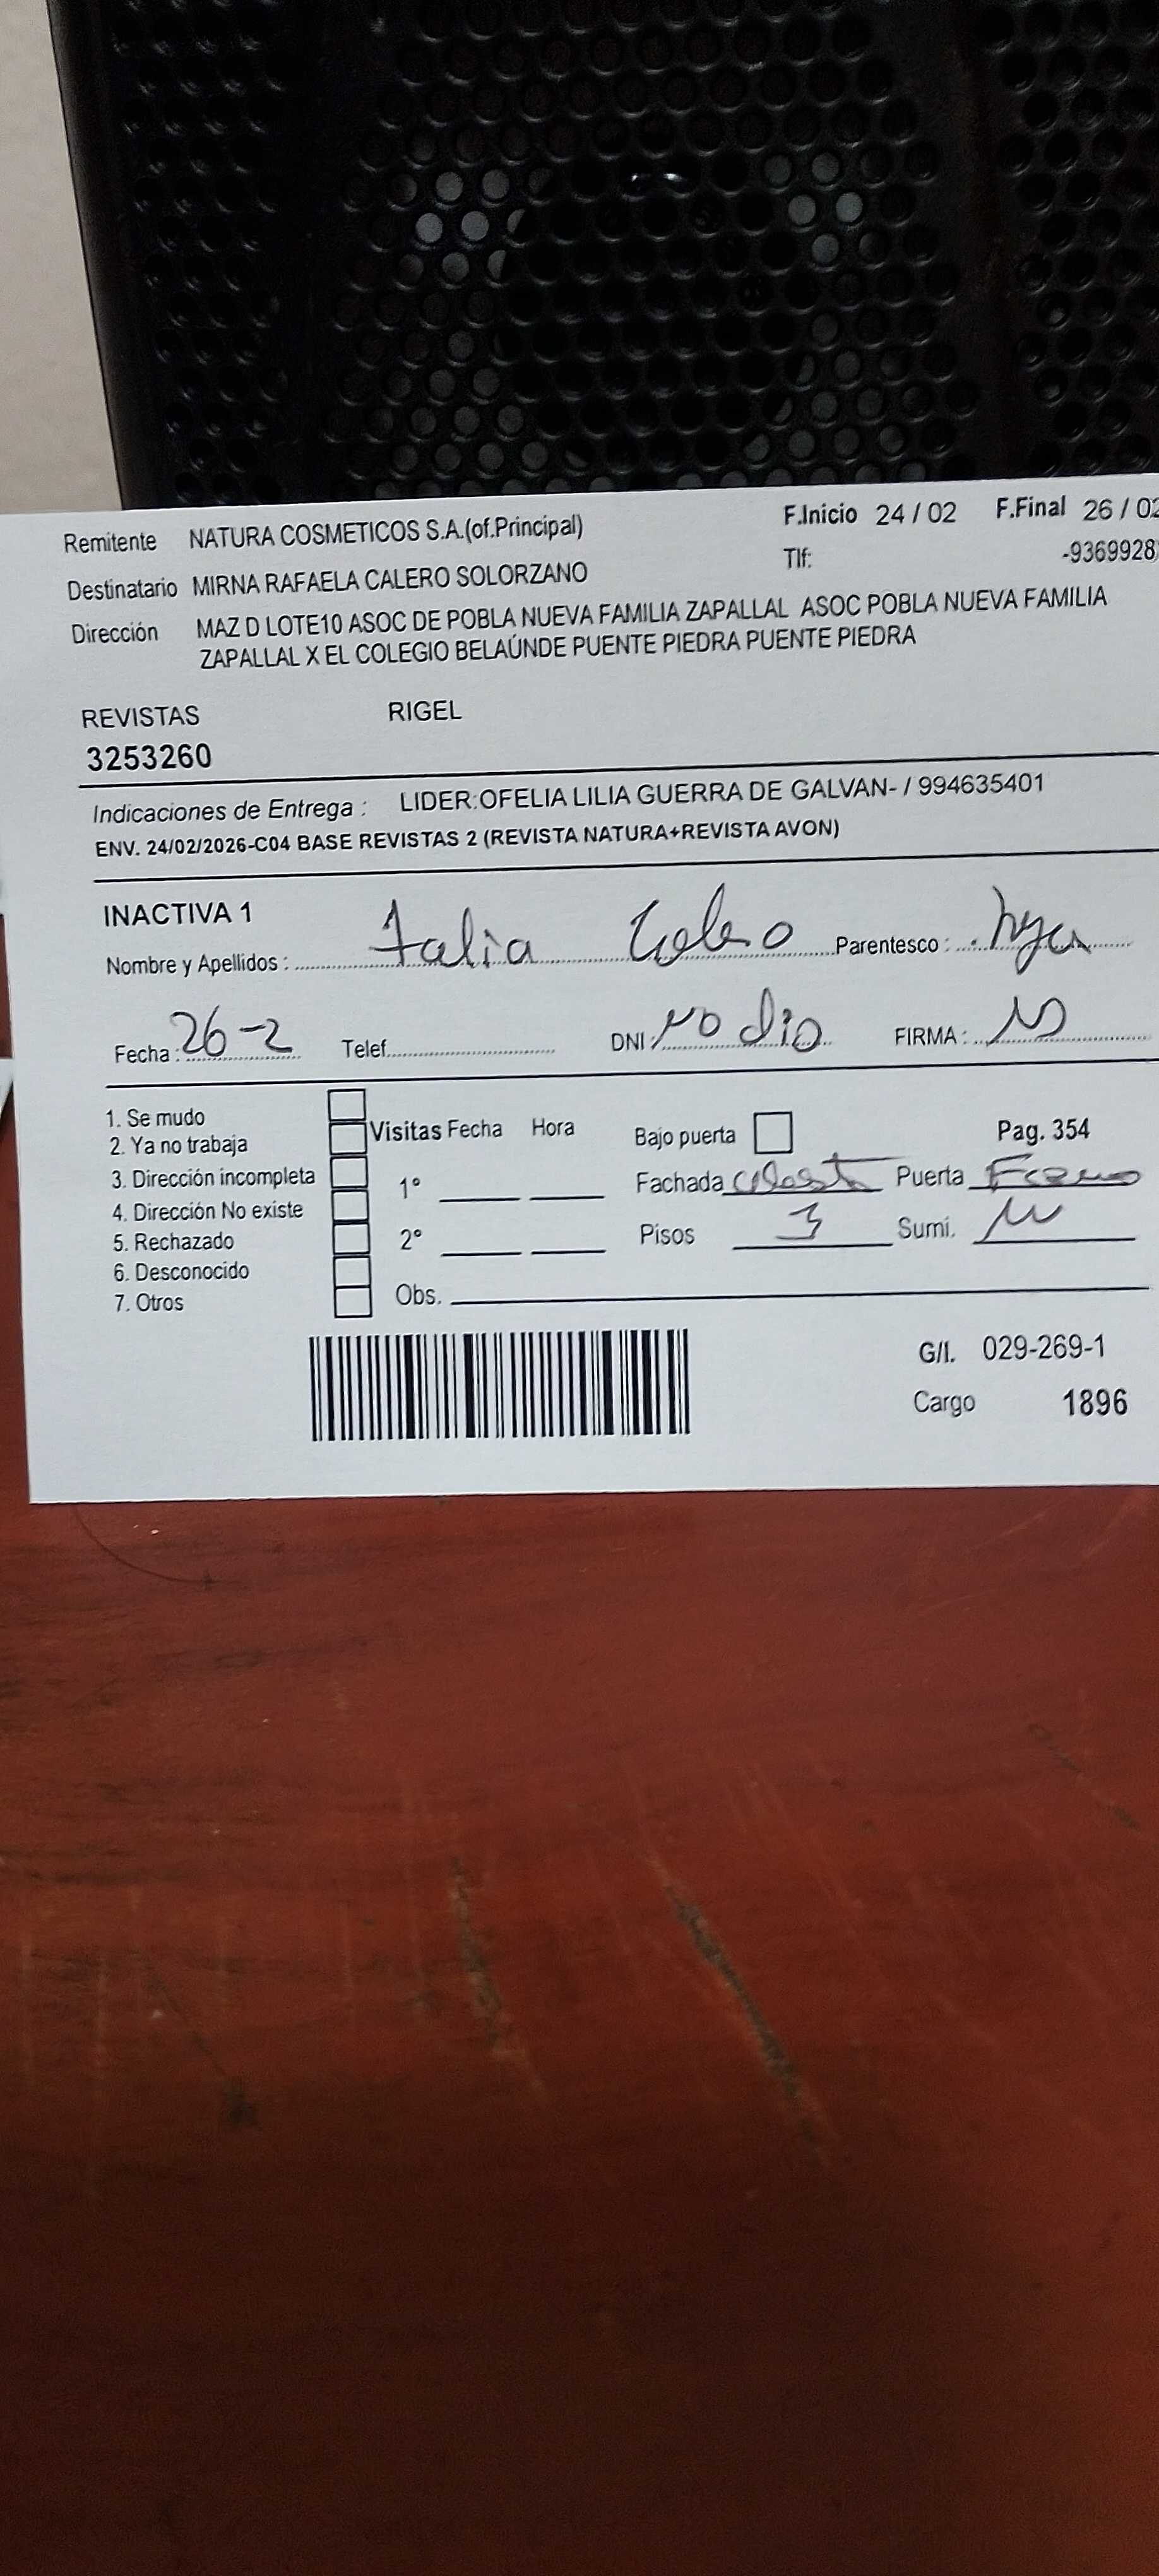 Remitente NATURA COSMETICOS S.A.(of.Principal) F.Inicio 24 / 02 F.Final 26 / 02
Destinatario MIRNA RAFAELA CALERO SOLORZANO Tlf: -9369928
Dirección MAZ D LOTE10 ASOC DE POBLA NUEVA FAMILIA ZAPALLAL ASOC POBLA NUEVA FAMILIA
ZAPALLAL X EL COLEGIO BELAÚNDE PUENTE PIEDRA PUENTE PIEDRA
REVISTAS RIGEL
3253260
Indicaciones de Entrega : LIDER:OFELIA LILIA GUERRA DE GALVAN- / 994635401
ENV. 24/02/2026-C04 BASE REVISTAS 2 (REVISTA NATURA+REVISTA AVON)
INACTIVA 1
Nombre y Apellidos : Talia Parentesco :
Fecha : 26-2 Telef. DNI: no dio FIRMA :
1. Se mudo
2. Ya no trabaja Visitas Fecha Hora Bajo puerta Pag. 354
3. Dirección incompleta 1° Fachada Puerta
4. Dirección No existe
5. Rechazado 2° Pisos 3 Sumi.
6. Desconocido
7. Otros Obs.
G/I. 029-269-1
Cargo 1896